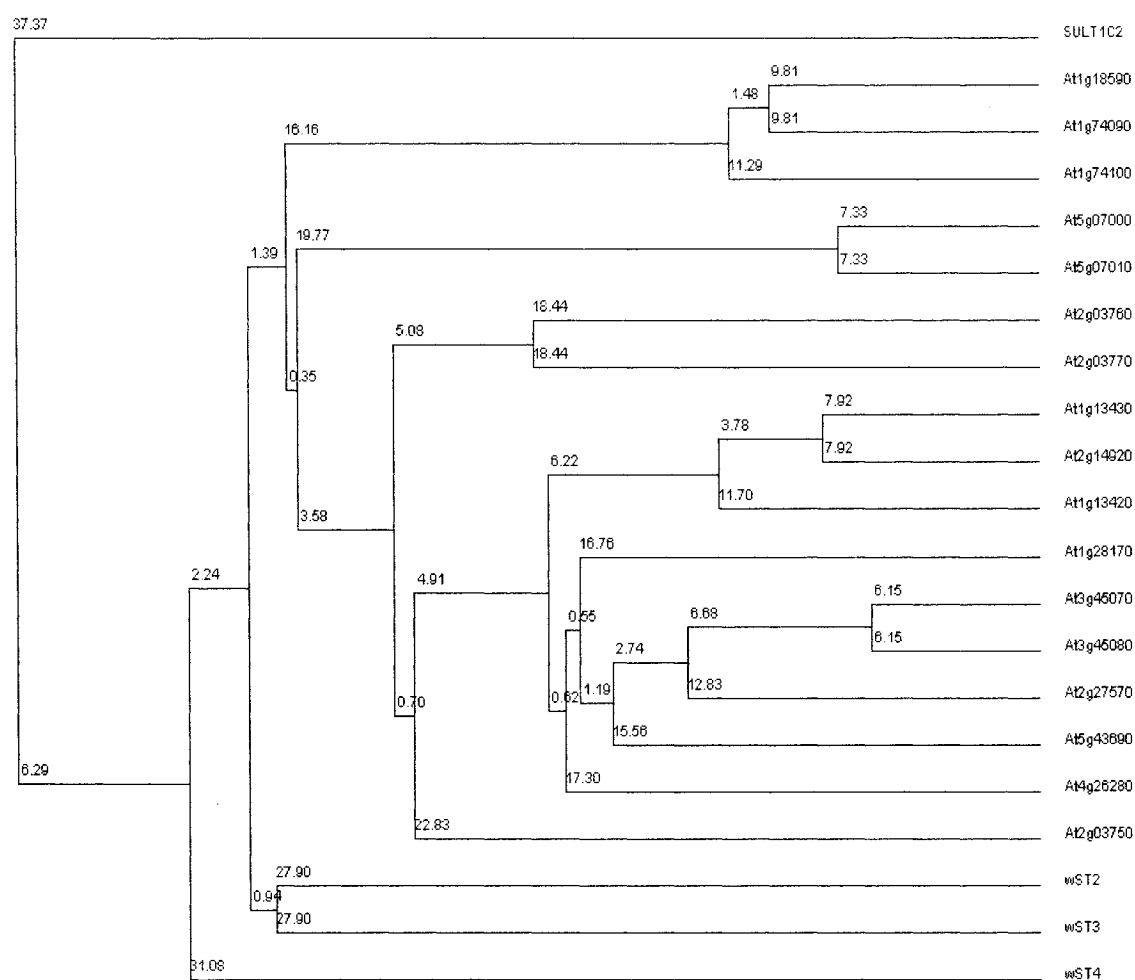 37.37
SULT1C2
9.81
At1g18590
1.48
9.81
At1g74090
16.16
11.29
At1g74100
7.33
At5g07000
19.77
1.39
7.33
At5g07010
18.44
At2g03760
5.08
18.44
At2g03770
0.35
7.92
At1g13430
3.78
7.92
At2g14920
6.22
11.70
At1g13420
3.58
16.76
At1g28170
2.24
4.91
6.15
At3g45070
0.55
6.68
6.15
At3g45080
2.74
12.83
At2g27570
0.70
0.62
1.19
15.56
At5g43690
6.29
17.30
At4g26280
22.83
At2g03750
27.90
wST2
0.94
27.90
wST3
31.08
wST4